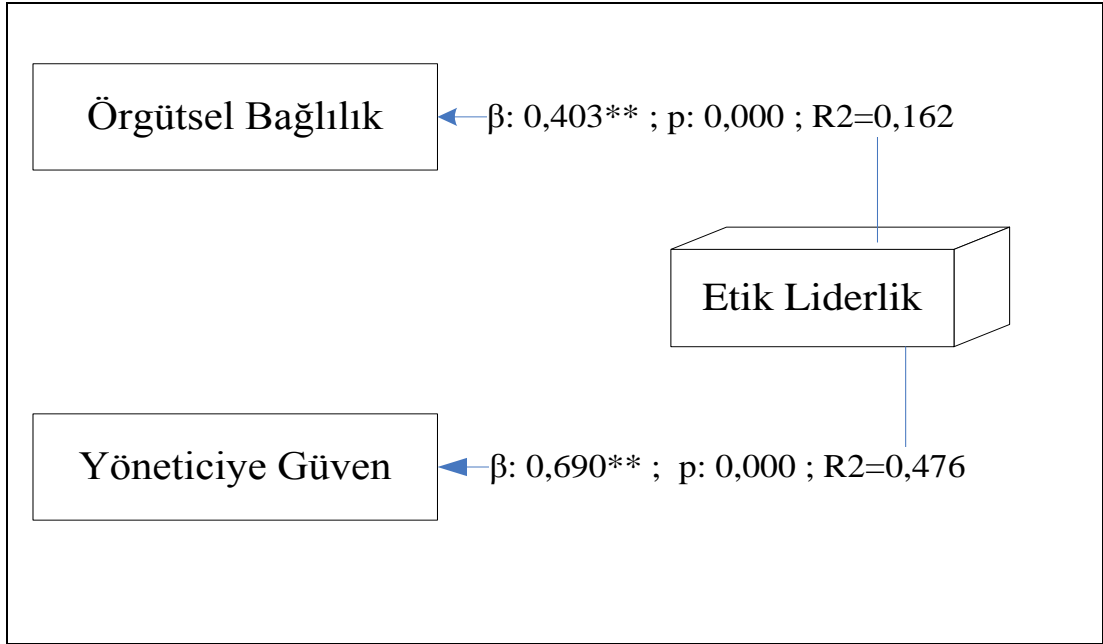 Örgütsel Bağlılık
β: 0,403** ; p: 0,000 ; R2=0,162
Etik Liderlik
Yöneticiye Güven
β: 0,690** ; p: 0,000 ; R2=0,476